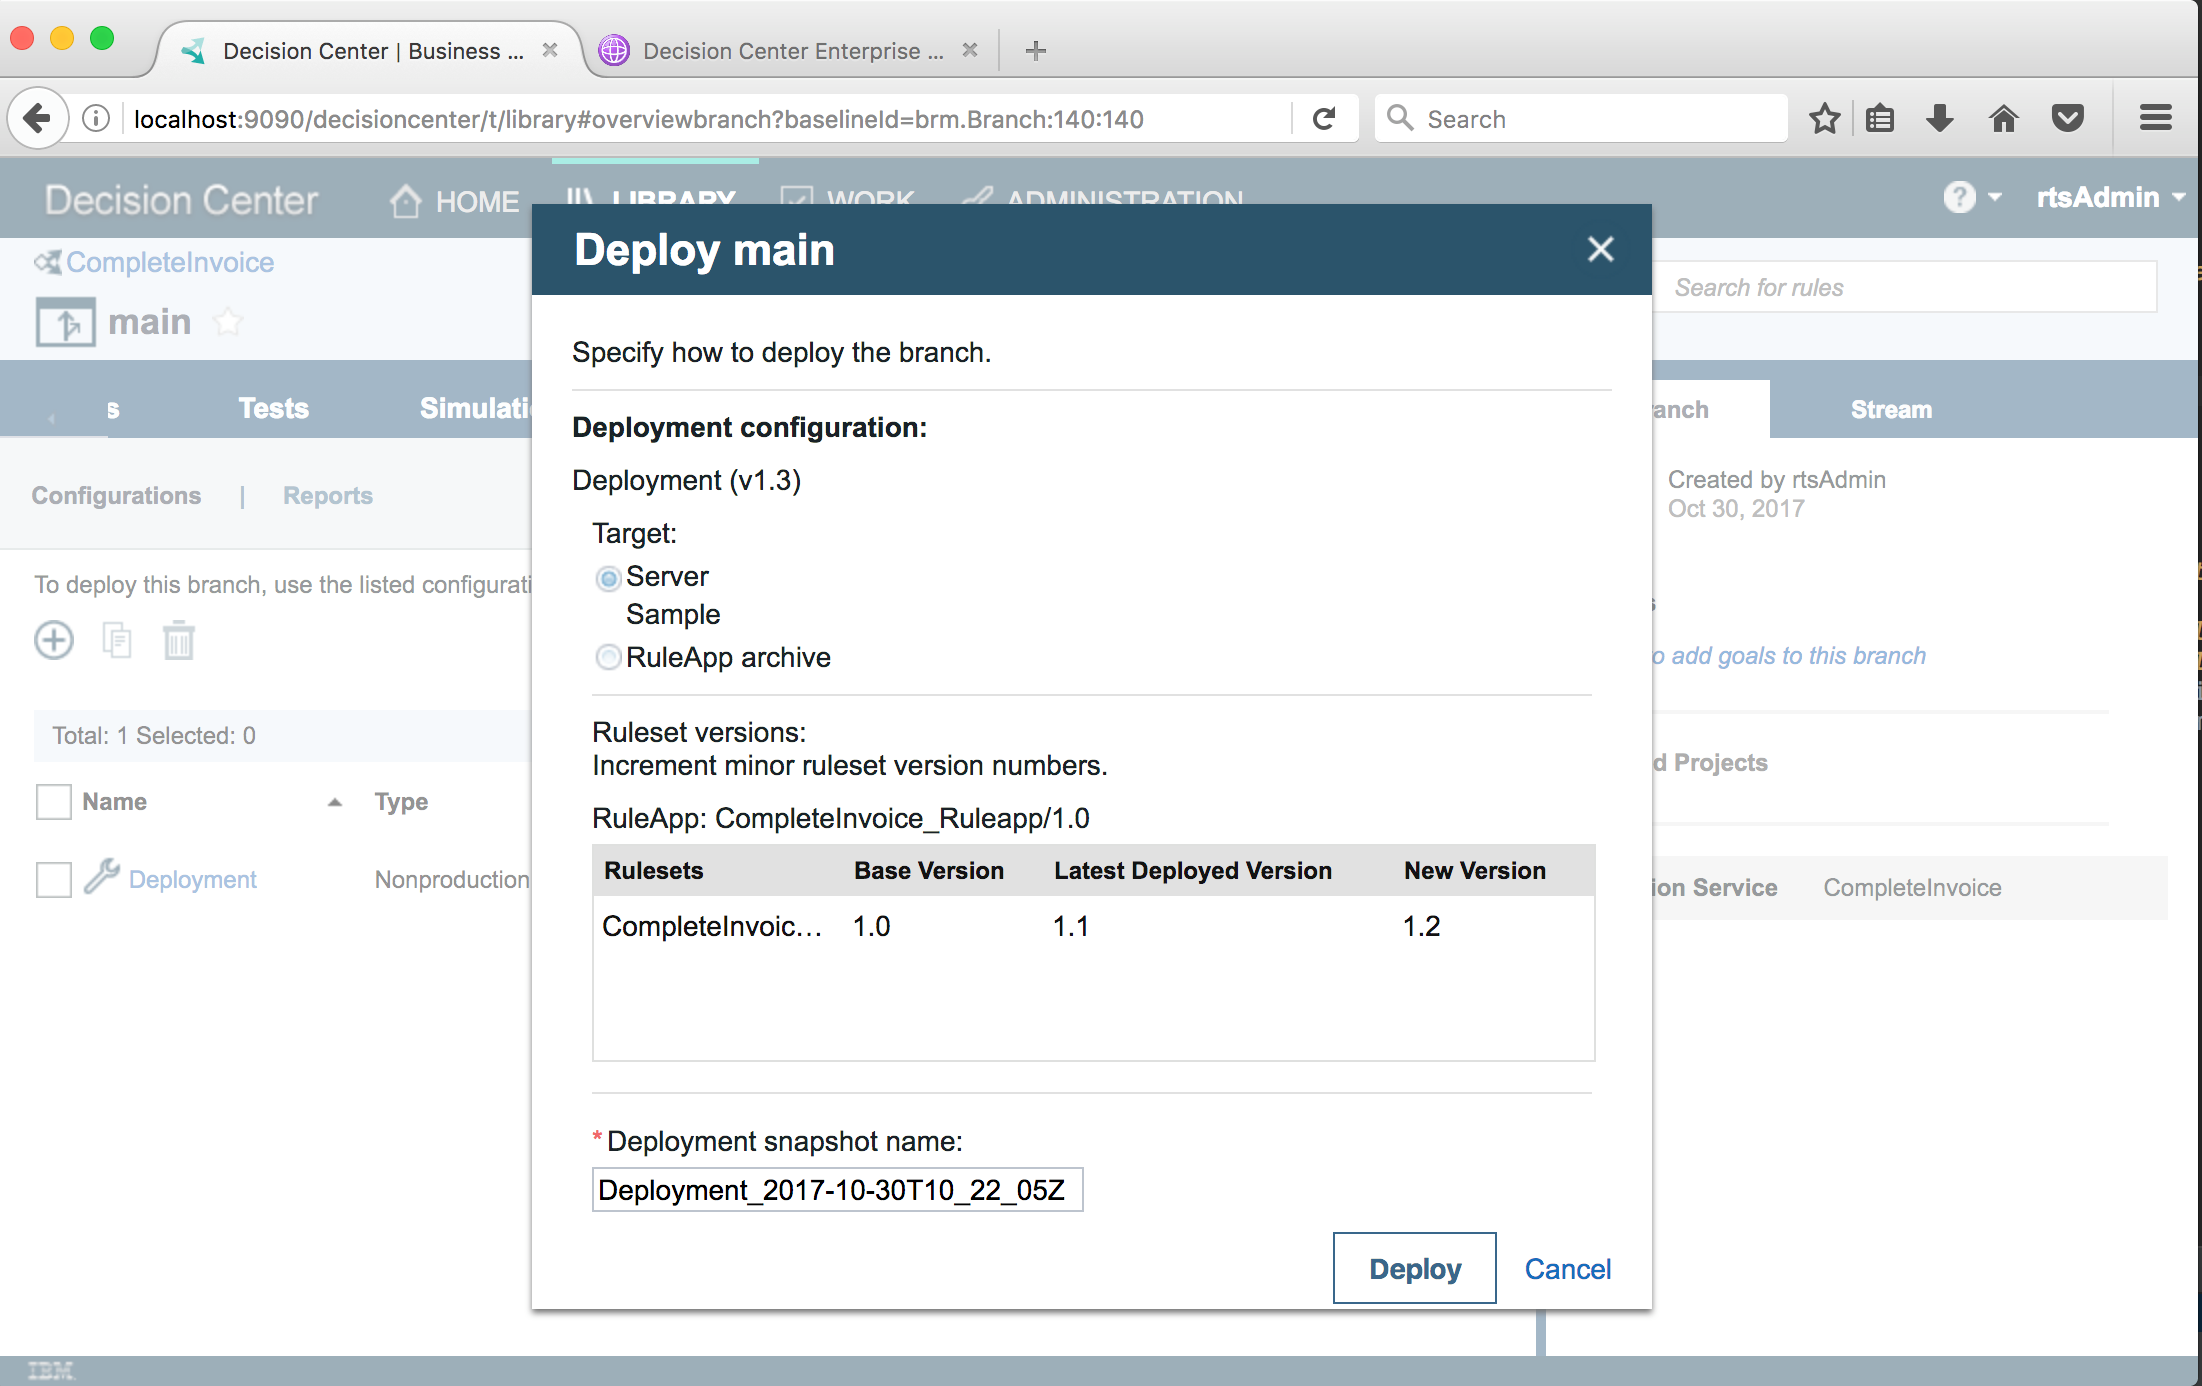 Decision Center | Business ...
Decision Center Enterprise ...
localhost:9090/decisioncenter/t/library#overviewbranch?baselineId=brm.Branch:140:140
Search
Decision Center
HOME
LIBRARY
WORK
ADMINISTRATION
?
rtsAdmin
CompleteInvoice
main
Search for rules
s
Tests
Simulati
anch
Stream
Configurations | Reports
To deploy this branch, use the listed configurati
Total: 1 Selected: 0
Name
Type
Deployment
Nonproduction
Deploy main
Specify how to deploy the branch.
Deployment configuration:
Deployment (v1.3)
Target:
Server
Sample
RuleApp archive
Ruleset versions:
Increment minor ruleset version numbers.
RuleApp: CompleteInvoice_Ruleapp/1.0
Rulesets Base Version Latest Deployed Version New Version
CompleteInvoic... 1.0 1.1 1.2
* Deployment snapshot name:
Deployment_2017-10-30T10_22_05Z
Deploy
Cancel
Created by rtsAdmin
Oct 30, 2017
s
o add goals to this branch
d Projects
ion Service CompleteInvoice
IBM.